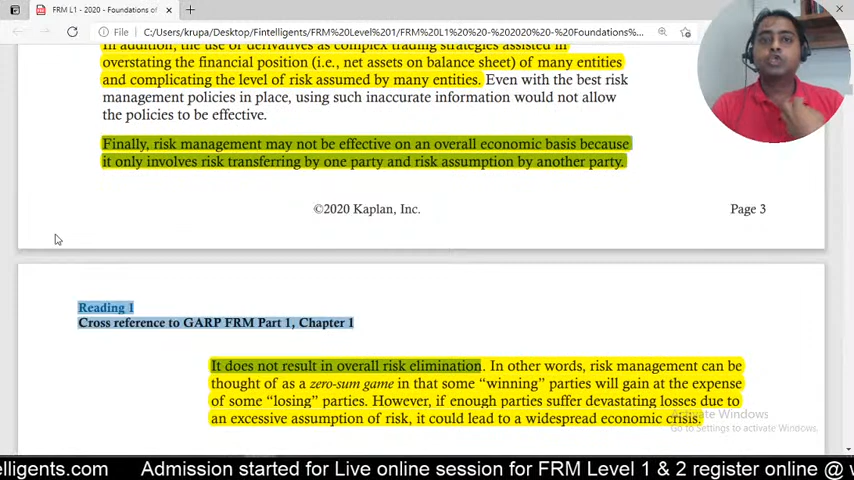 FRM L1 - 2020 - Foundations of
File
C:/Users/krupa/Desktop/Fintelligents/FRM%20Level%201/FRM%20L1%20%20-%202020%20-%20Foundations%...
In addition, the use of derivatives as complex trading strategies assisted in
overstating the financial position (i.e., net assets on balance sheet) of many entities
and complicating the level of risk assumed by many entities. Even with the best risk
management policies in place, using such inaccurate information would not allow
the policies to be effective.
Finally, risk management may not be effective on an overall economic basis because
it only involves risk transferring by one party and risk assumption by another party.
©2020 Kaplan, Inc.
Page 3
Reading 1
Cross reference to GARP FRM Part 1, Chapter 1
It does not result in overall risk elimination. In other words, risk management can be
thought of as a zero-sum game in that some “winning” parties will gain at the expense
of some “losing” parties. However, if enough parties suffer devastating losses due to
an excessive assumption of risk, it could lead to a widespread economic crisis.
Activate Windows
Go to Settings to activate Windows.
elligents.com Admission started for Live online session for FRM Level 1 & 2 register online @ w